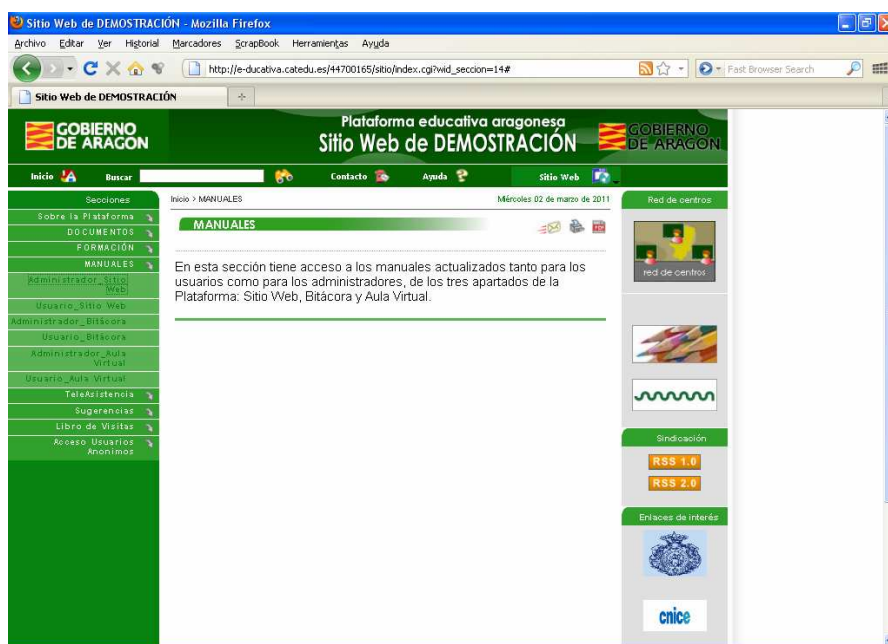 Sitio Web de DEMOSTRACIÓN - Mozilla Firefox
Archivo Editar Ver Historial Marcadores ScrapBook Herramientas Ayuda
http://e-ducativa.catedu.es/44700165/sitio/index.cgi?wid_seccion=14#
Fast Browser Search
Sitio Web de DEMOSTRACIÓN
GOBIERNO
DE ARAGON
Plataforma educativa aragonesa
Sitio Web de DEMOSTRACIÓN
GOBIERNO
DE ARAGON
Inicio Buscar Contacto Ayuda Sitio Web
Secciones
Sobre la Plataforma
DOCUMENTOS
FORMACIÓN
MANUALES
Administrador_Sitio
Web
Usuario_Sitio Web
Administrador_Bitácora
Usuario_Bitácora
Administrador_Aula
Virtual
Usuario_Aula Virtual
TeleAsistencia
Sugerencias
Libro de Visitas
Acceso Usuarios
Anonimos
Inicio > MANUALES
Miércoles 02 de marzo de 2011
MANUALES
En esta sección tiene acceso a los manuales actualizados tanto para los
usuarios como para los administradores, de los tres apartados de la
Plataforma: Sitio Web, Bitácora y Aula Virtual.
Red de centros
red de centros
Sindicación
RSS 1.0
RSS 2.0
Enlaces de interés
cnice